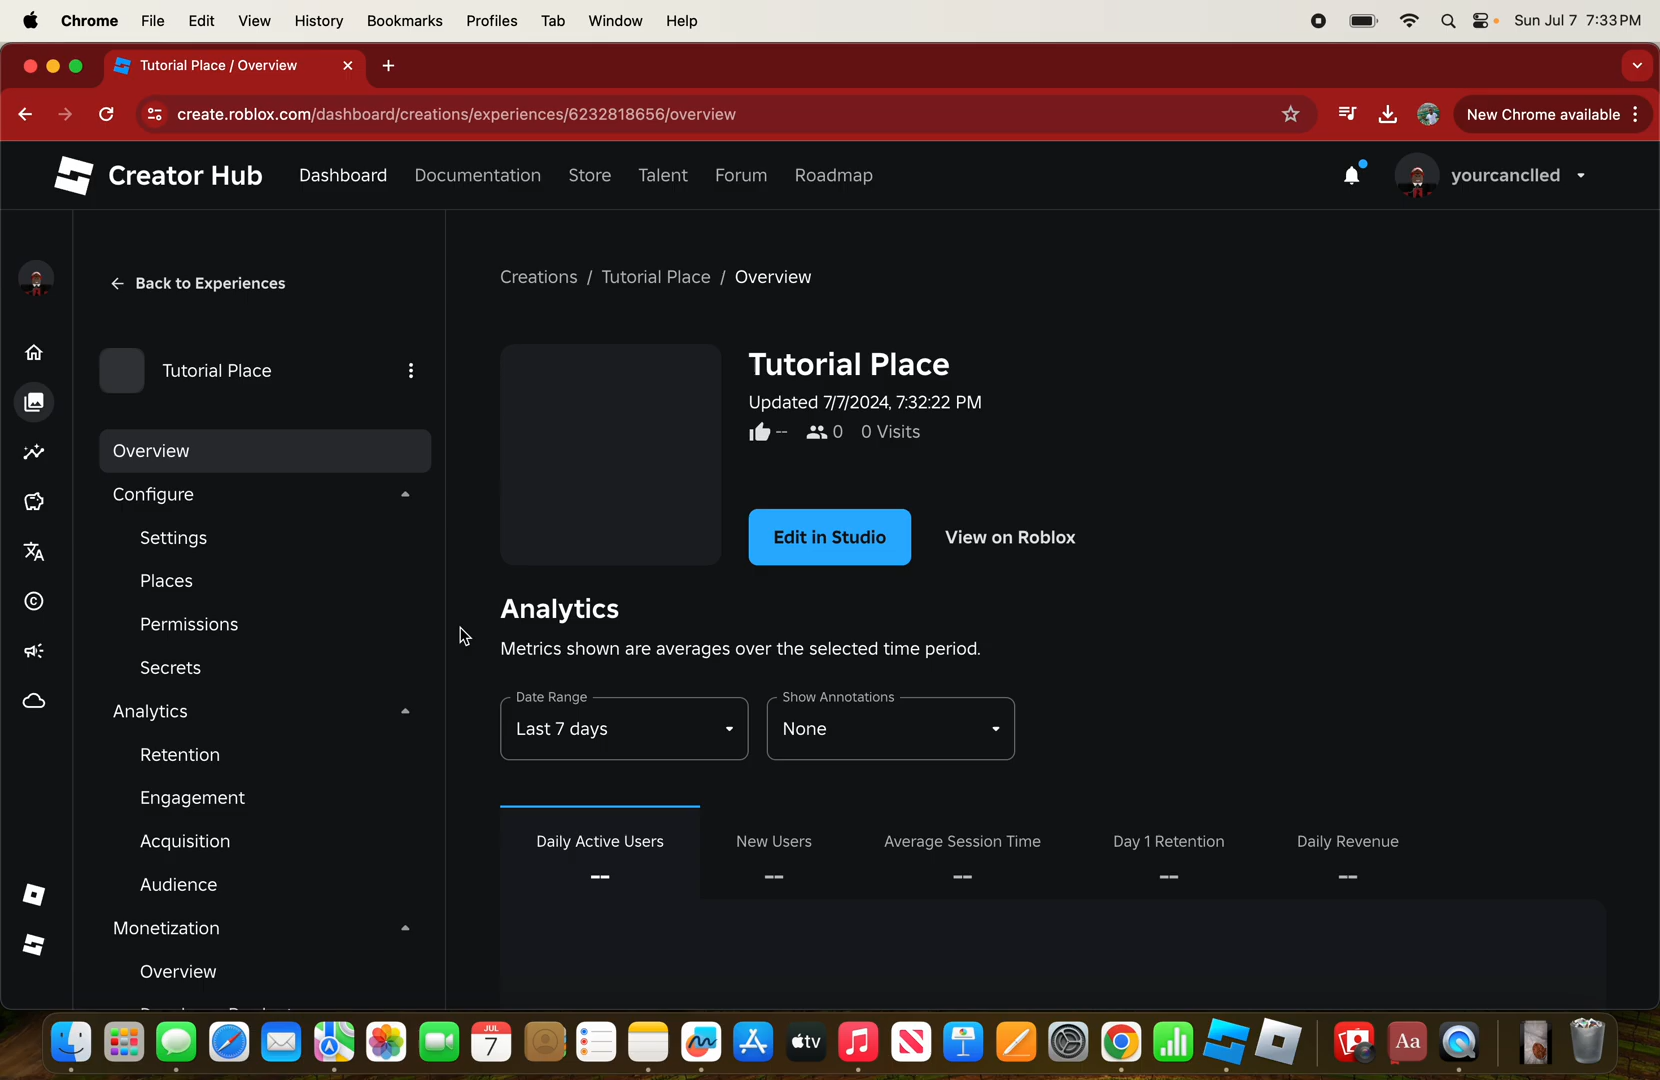 Chrome File Edit View History Bookmarks Profiles Tab Window Help Sun Jul 7 7:33 PM
Tutorial Place / Overview
create.roblox.com/dashboard/creations/experiences/6232818656/overview New Chrome available
Creator Hub Dashboard Documentation Store Talent Forum Roadmap yourcanclled
Back to Experiences
Creations / Tutorial Place / Overview
Tutorial Place
Overview
Configure
Settings
Places
Permissions
Secrets
Analytics
Retention
Engagement
Acquisition
Audience
Monetization
Overview
Tutorial Place
Updated 7/7/2024, 7:32:22 PM
-- 0 0 Visits
Edit in Studio View on Roblox
Analytics
Metrics shown are averages over the selected time period.
Date Range Show Annotations
Last 7 days None
Daily Active Users New Users Average Session Time Day 1 Retention Daily Revenue
-- -- -- -- --
JUL
7
tv
Aa